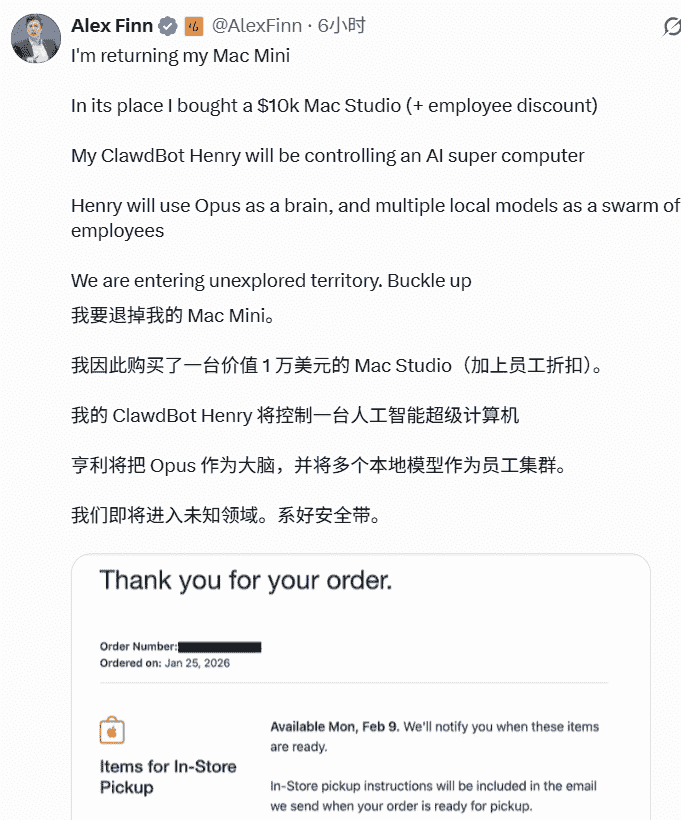 Alex Finn @AlexFinn · 6小时
I'm returning my Mac Mini
In its place I bought a $10k Mac Studio (+ employee discount)
My ClawdBot Henry will be controlling an AI super computer
Henry will use Opus as a brain, and multiple local models as a swarm of
employees
We are entering unexplored territory. Buckle up
我要退掉我的 Mac Mini。
我因此购买了一台价值 1 万美元的 Mac Studio（加上员工折扣）。
我的 ClawdBot Henry 将控制一台人工智能超级计算机
亨利将把 Opus 作为大脑，并将多个本地模型作为员工集群。
我们即将进入未知领域。系好安全带。
Thank you for your order.
Order Number:
Ordered on: Jan 25, 2026
Available Mon, Feb 9. We'll notify you when these items
are ready.
Items for In-Store
Pickup
In-Store pickup instructions will be included in the email
we send when your order is ready for pickup.